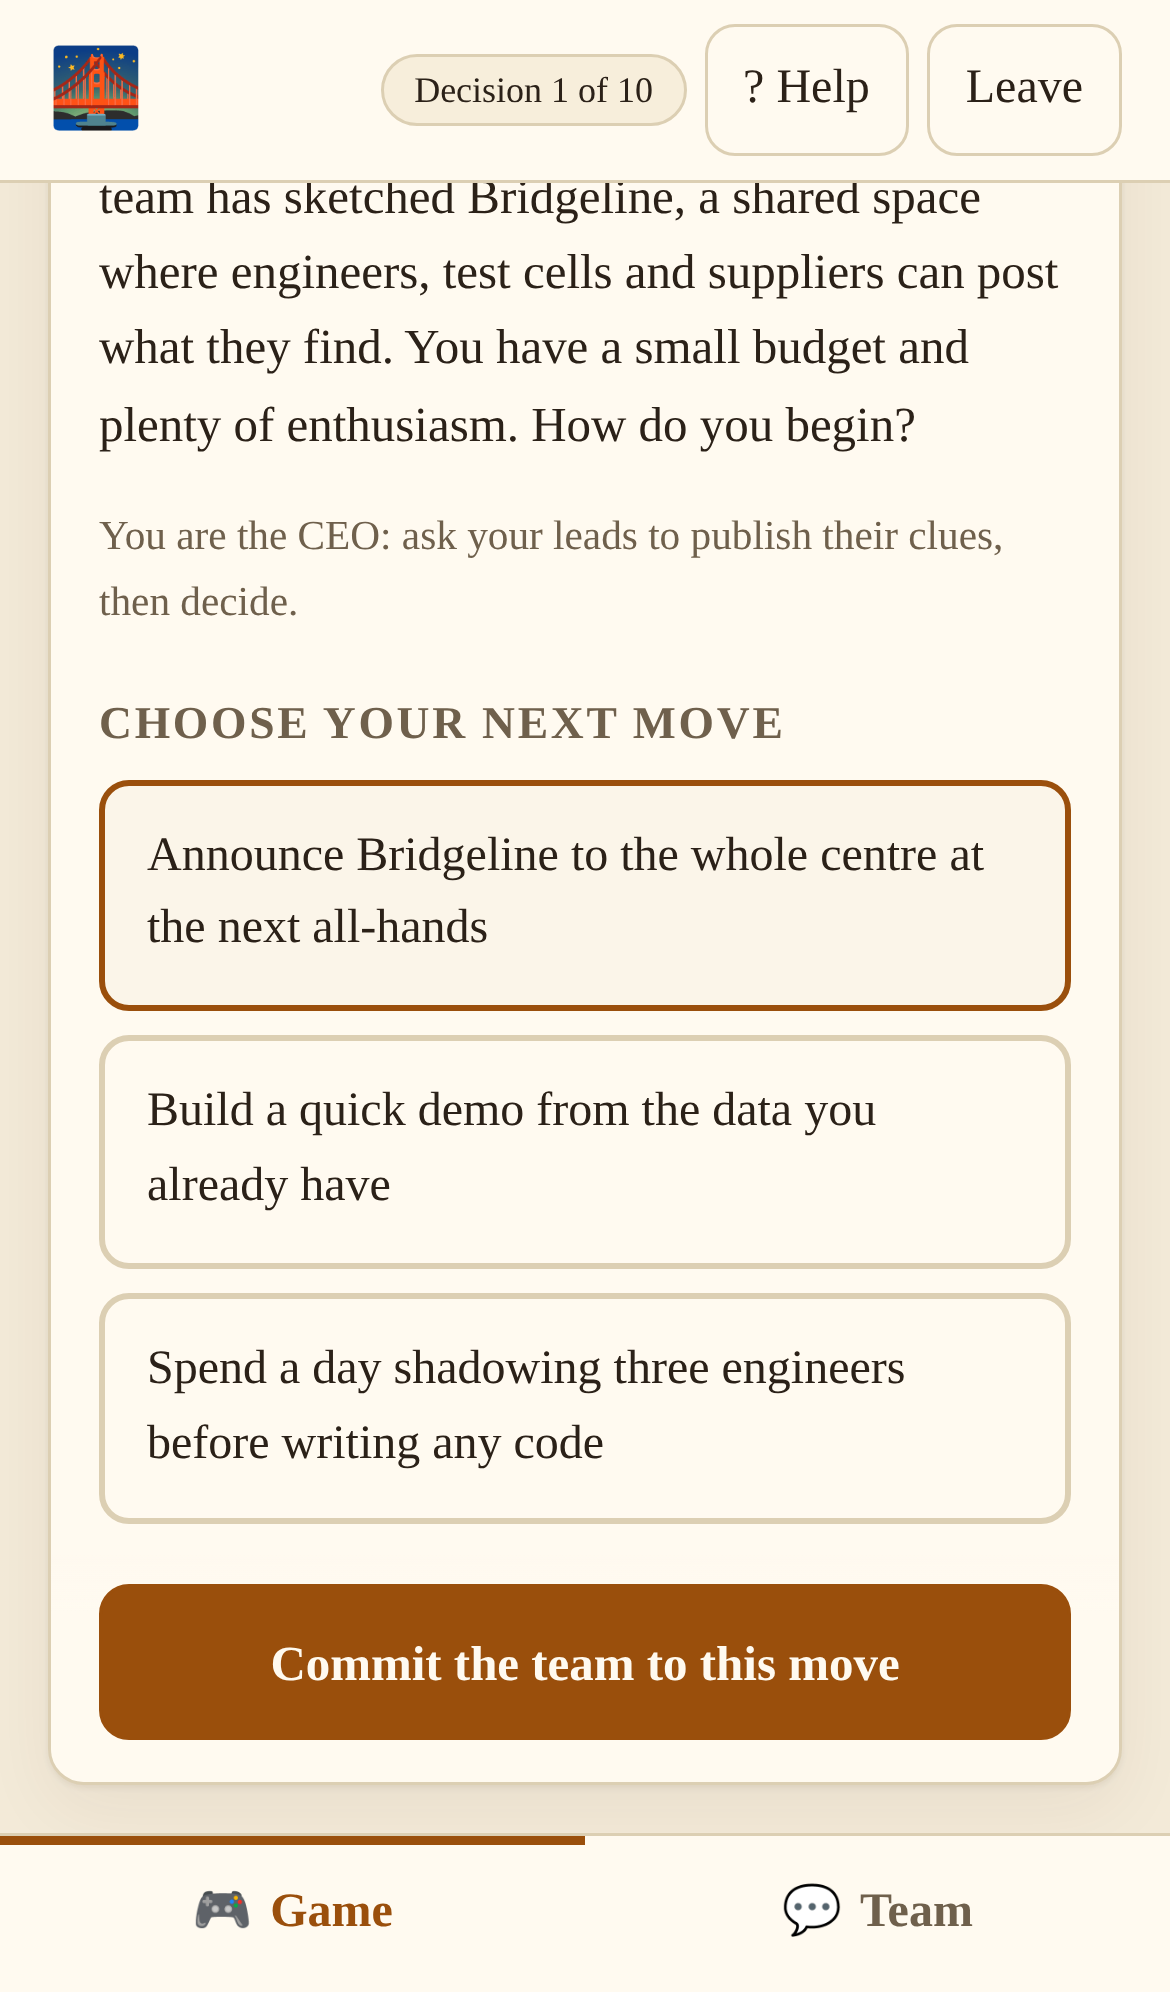 Decision 1 of 10
? Help
Leave
team has sketched Bridgeline, a shared space
where engineers, test cells and suppliers can post
what they find. You have a small budget and
plenty of enthusiasm. How do you begin?
You are the CEO: ask your leads to publish their clues,
then decide.
CHOOSE YOUR NEXT MOVE
Announce Bridgeline to the whole centre at
the next all-hands
Build a quick demo from the data you
already have
Spend a day shadowing three engineers
before writing any code
Commit the team to this move
Game
Team